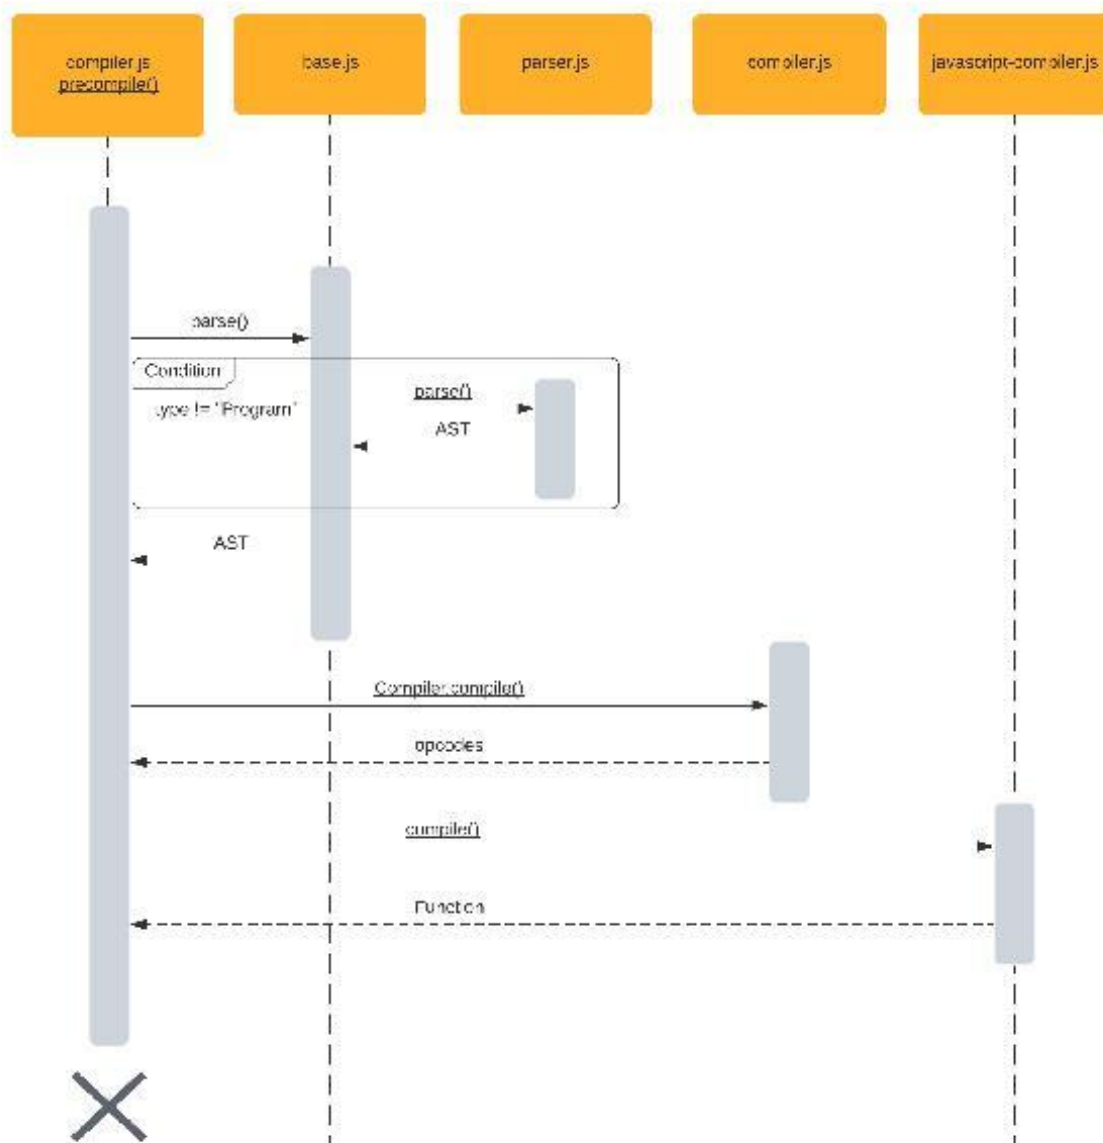 compiler.js
precompile()
base.js
parser.js
compiler.js
javascript-compiler.js
parse()
Condition
type != "Program"
parse()
AST
AST
Compiler.compile()
opcodes
compile()
Function